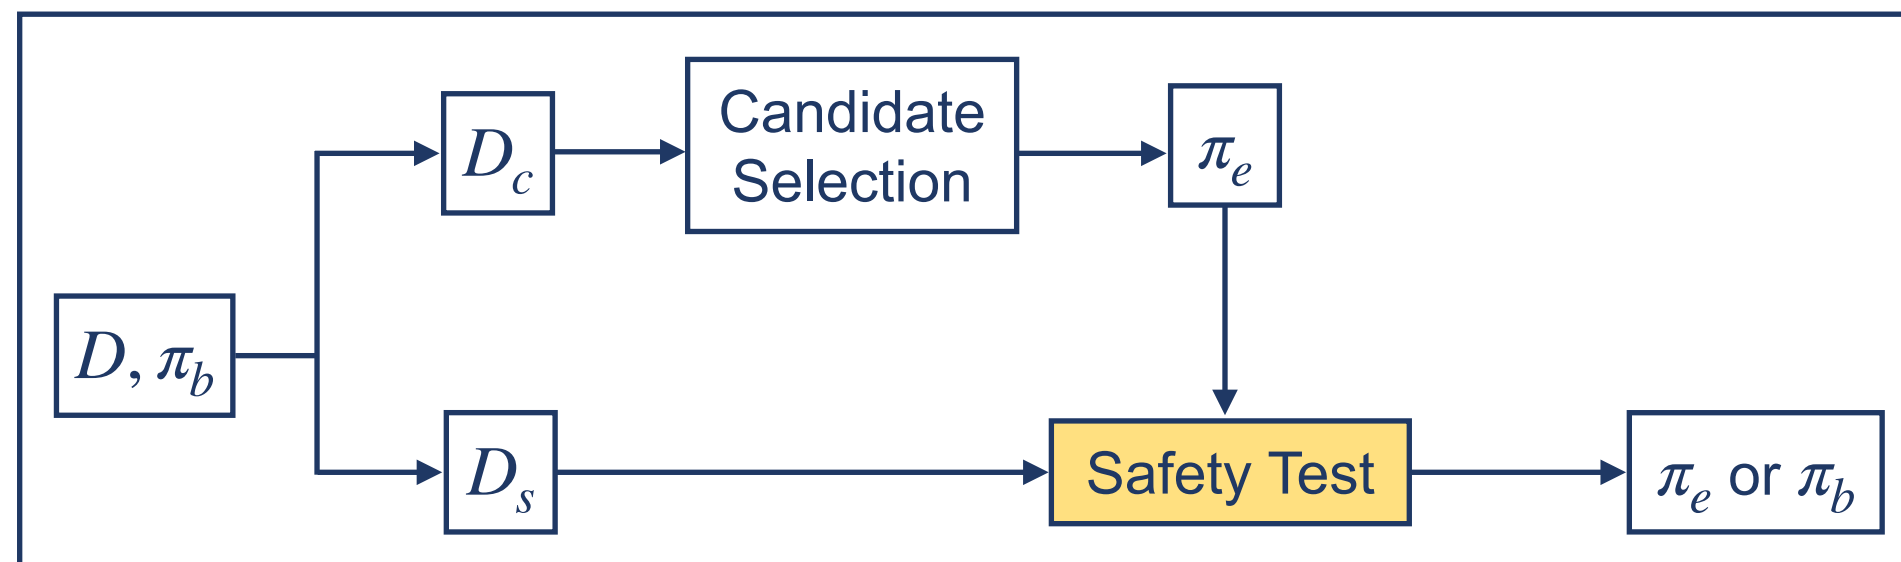 D_c
Candidate
Selection
π_e
D, π_b
D_s
Safety Test
π_e or π_b